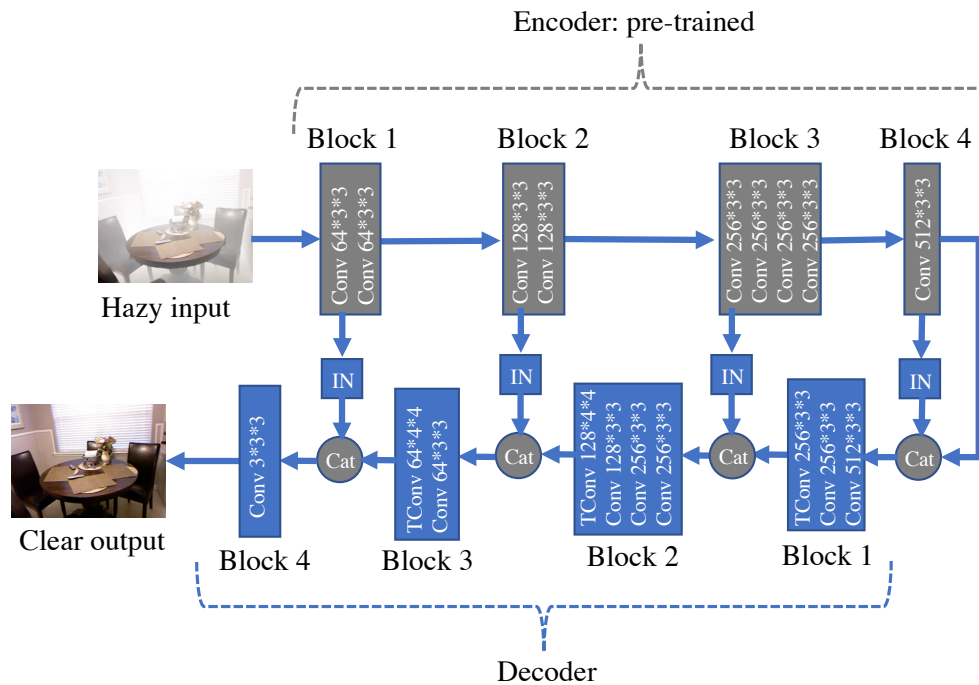 Encoder: pre-trained
Block 1
Block 2
Block 3
Block 4
Conv 64*3*3
Conv 64*3*3
Conv 128*3*3
Conv 128*3*3
Conv 256*3*3
Conv 256*3*3
Conv 256*3*3
Conv 256*3*3
Conv 512*3*3
Hazy input
IN
IN
IN
IN
Conv 3*3*3
Cat
TConv 64*4*4
Conv 64*3*3
Cat
TConv 128*4*4
Conv 128*3*3
Conv 256*3*3
Conv 256*3*3
Cat
TConv 256*3*3
Conv 256*3*3
Conv 512*3*3
Cat
Clear output
Block 4
Block 3
Block 2
Block 1
Decoder